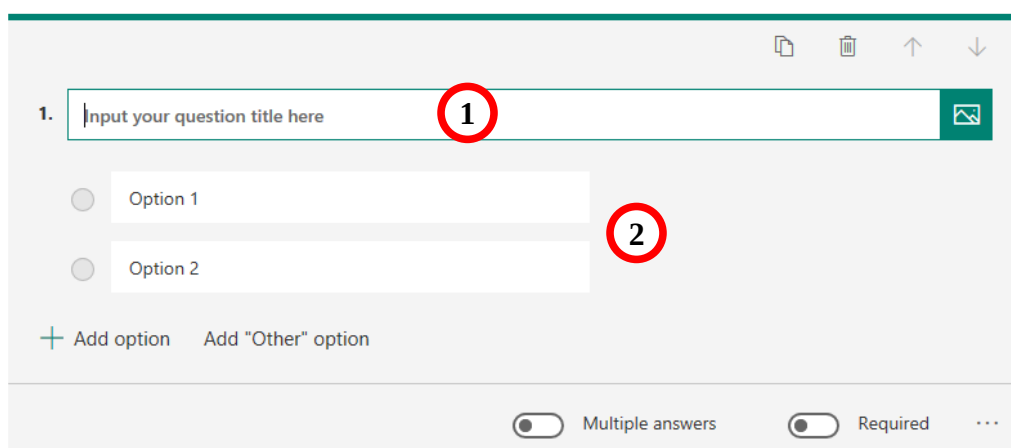 1. Input your question title here 1
Option 1
2
Option 2
Add option Add "Other" option
Multiple answers Required